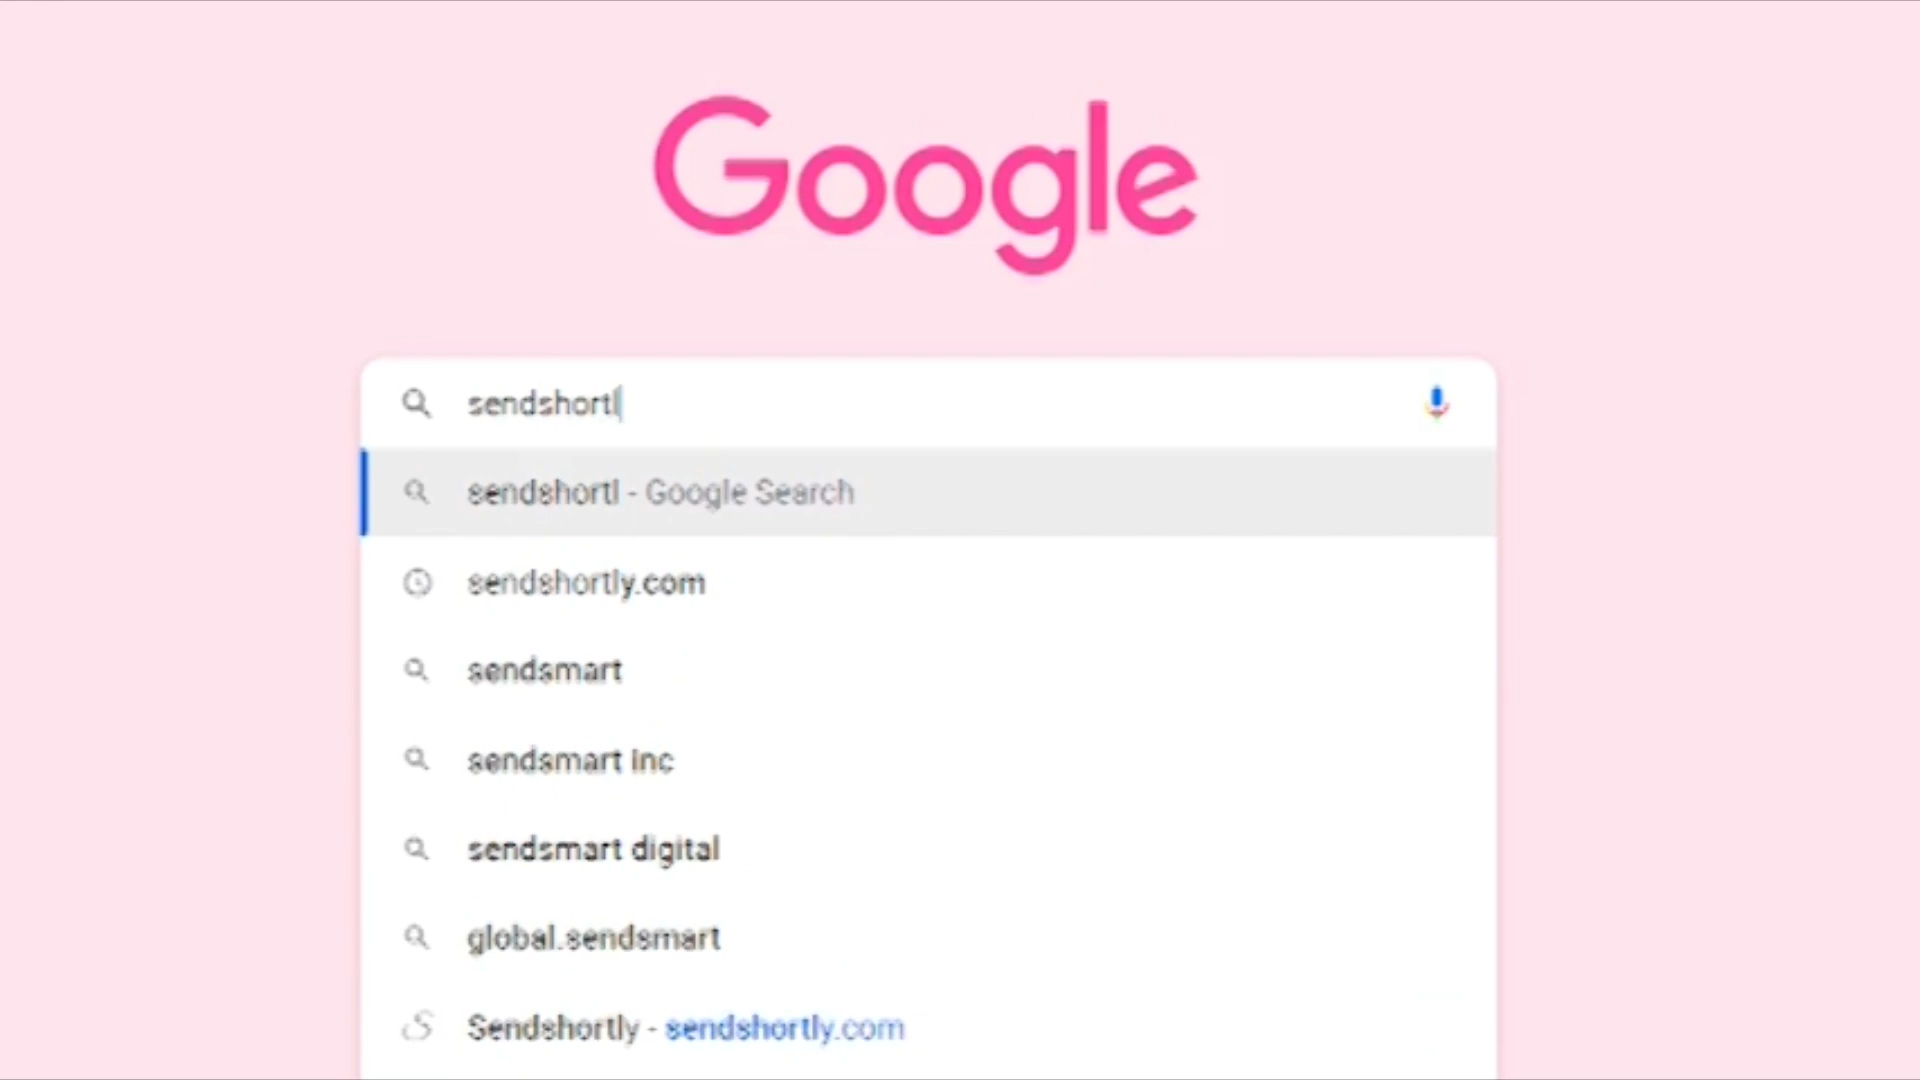 Google
sendshortl
sendshortl - Google Search
sendshortly.com
sendsmart
sendsmart inc
sendsmart digital
global.sendsmart
Sendshortly - sendshortly.com